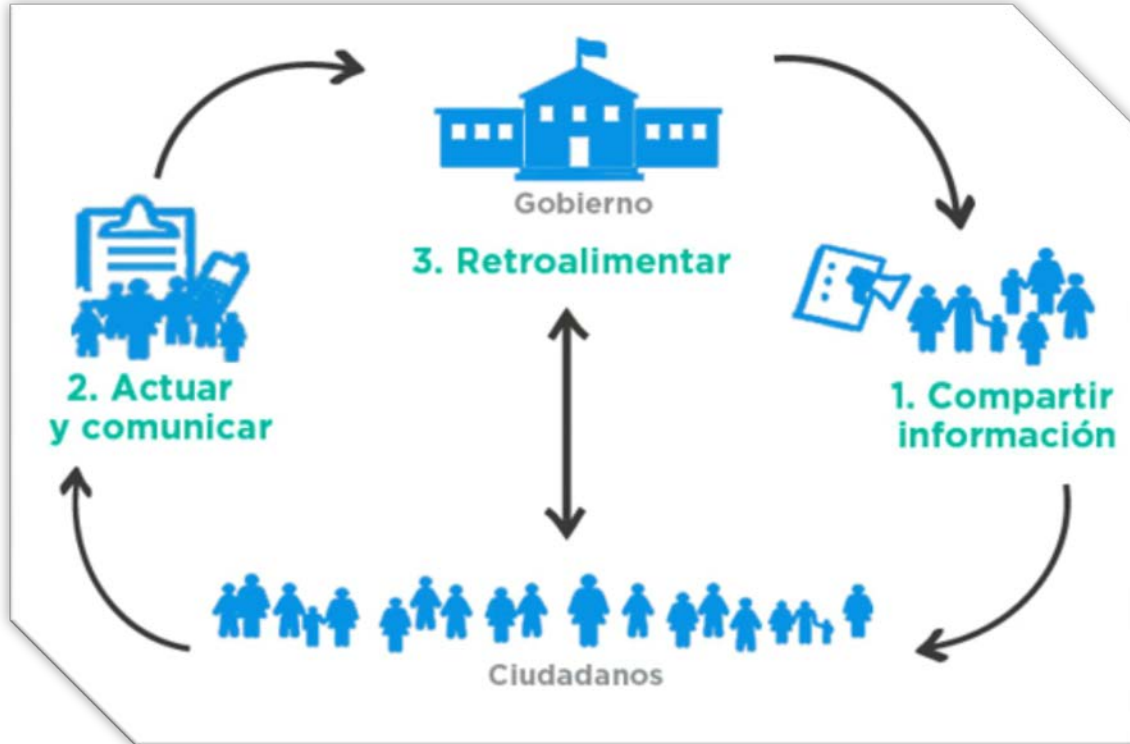 Gobierno
3. Retroalimentar
2. Actuar
y comunicar
1. Compartir
información
Ciudadanos